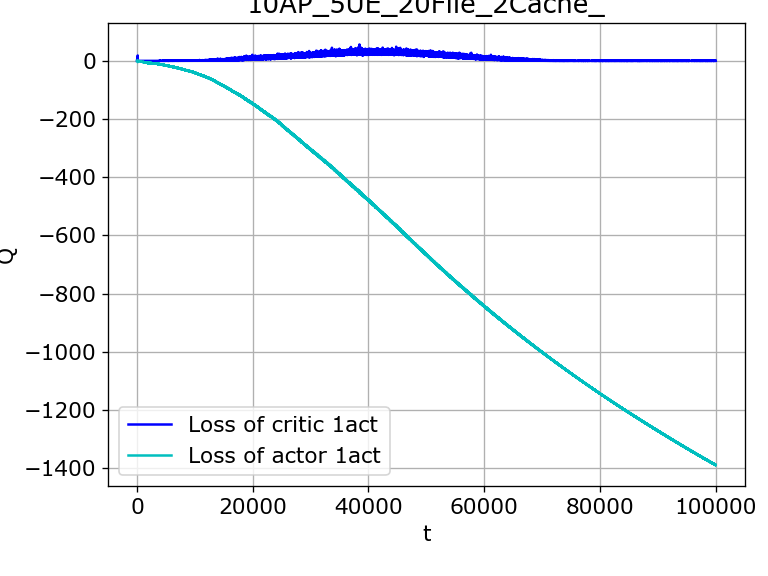 10AP_5UE_20File_2Cache_
0
−200
−400
−600
−800
−1000
−1200
−1400
Q
Loss of critic 1act
Loss of actor 1act
0 20000 40000 60000 80000 100000
t